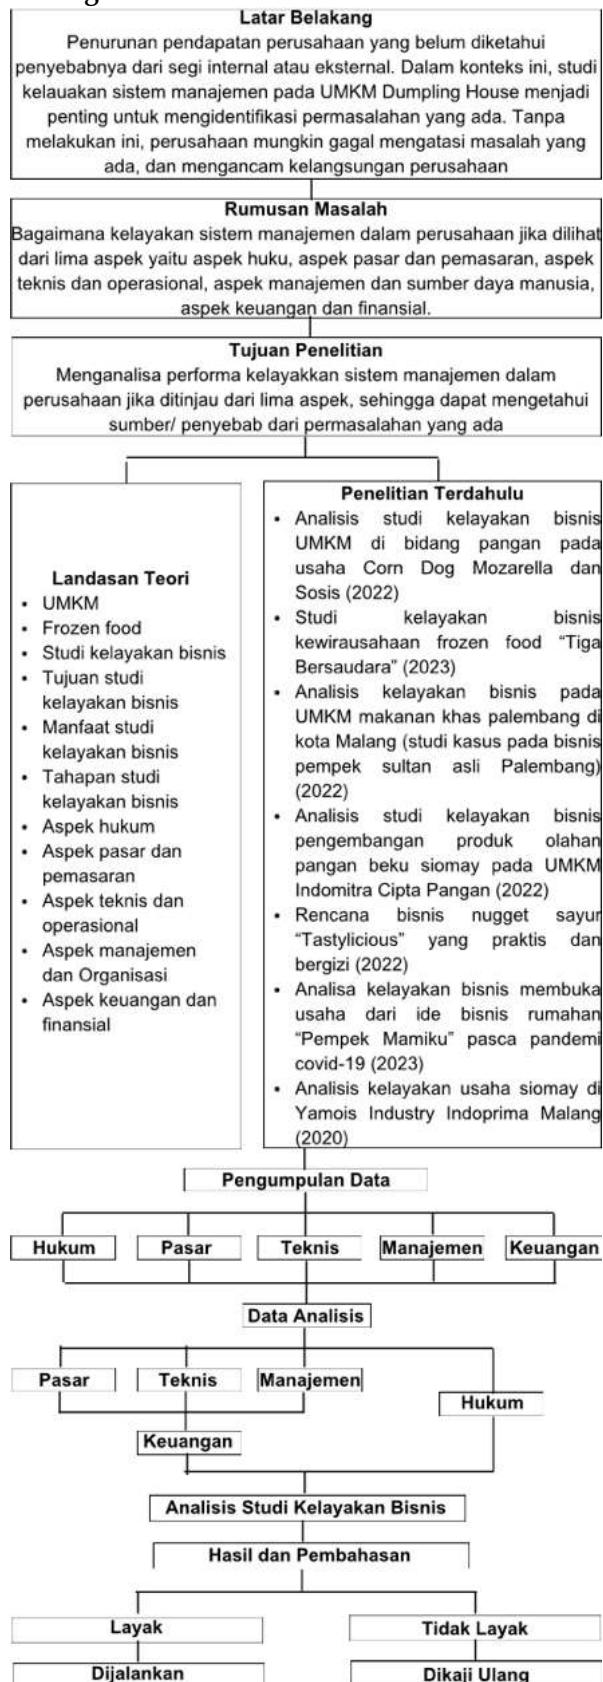 Latar Belakang
Penurunan pendapatan perusahaan yang belum diketahui
penyebabnya dari segi internal atau eksternal. Dalam konteks ini, studi
kelauakan sistem manajemen pada UMKM Dumpling House menjadi
penting untuk mengidentifikasi permasalahan yang ada. Tanpa
melakukan ini, perusahaan mungkin gagal mengatasi masalah yang
ada, dan mengancam kelangsungan perusahaan
Rumusan Masalah
Bagaimana kelayakan sistem manajemen dalam perusahaan jika dilihat
dari lima aspek yaitu aspek huku, aspek pasar dan pemasaran, aspek
teknis dan operasional, aspek manajemen dan sumber daya manusia,
aspek keuangan dan finansial.
Tujuan Penelitian
Menganalisa performa kelayakkan sistem manajemen dalam
perusahaan jika ditinjau dari lima aspek, sehingga dapat mengetahui
sumber/ penyebab dari permasalahan yang ada
Landasan Teori
• UMKM
• Frozen food
• Studi kelayakan bisnis
• Tujuan studi
kelayakan bisnis
• Manfaat studi
kelayakan bisnis
• Tahapan studi
kelayakan bisnis
• Aspek hukum
• Aspek pasar dan
pemasaran
• Aspek teknis dan
operasional
• Aspek manajemen
dan Organisasi
• Aspek keuangan dan
finansial
Penelitian Terdahulu
• Analisis studi kelayakan bisnis
UMKM di bidang pangan pada
usaha Corn Dog Mozarella dan
Sosis (2022)
• Studi kelayakan bisnis
kewirausahaan frozen food “Tiga
Bersaudara” (2023)
• Analisis kelayakan bisnis pada
UMKM makanan khas palembang di
kota Malang (studi kasus pada bisnis
pempek sultan asli Palembang)
(2022)
• Analisis studi kelayakan bisnis
pengembangan produk olahan
pangan beku siomay pada UMKM
Indomitra Cipta Pangan (2022)
• Rencana bisnis nugget sayur
“Tastylicious” yang praktis dan
bergizi (2022)
• Analisa kelayakan bisnis membuka
usaha dari ide bisnis rumahan
“Pempek Mamiku” pasca pandemi
covid-19 (2023)
• Analisis kelayakan usaha siomay di
Yamois Industry Indoprima Malang
(2020)
Pengumpulan Data
Hukum Pasar Teknis Manajemen Keuangan
Data Analisis
Pasar Teknis Manajemen
Hukum
Keuangan
Analisis Studi Kelayakan Bisnis
Hasil dan Pembahasan
Layak Tidak Layak
Dijalankan Dikaji Ulang